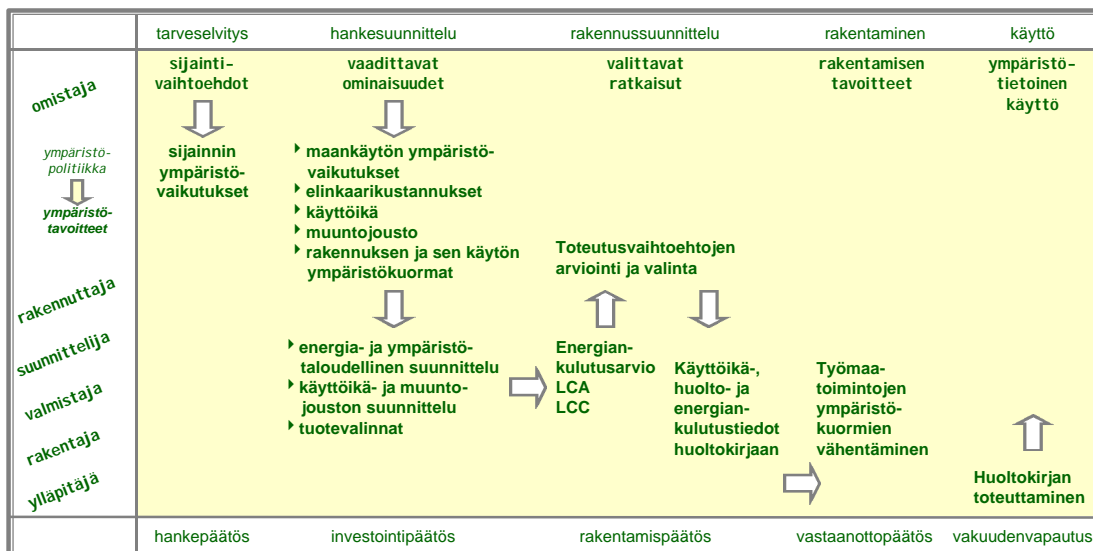 tarveselvitys hankesuunnittelu rakennussuunnittelu rakentaminen käyttö
omistaja
sijainti-
vaihtoehdot
vaadittavat
ominaisuudet
valittavat
ratkaisut
rakentamisen
tavoitteet
ympäristö-
tietoinen
käyttö
ympäristö-
politiikka
ympäristö-
tavoitteet
sijainnin
ympäristö-
vaikutukset
maankäytön ympäristö-
vaikutukset
elinkaarikustannukset
käyttöikä
muuntojousto
rakennuksen ja sen käytön
ympäristökuormat
Toteutusvaihtoehtojen
arviointi ja valinta
rakennuttaja
suunnittelija
valmistaja
rakentaja
ylläpitäjä
energia- ja ympäristö-
taloudellinen suunnittelu
käyttöikä- ja muunto-
jouston suunnittelu
tuotevalinnat
Energian-
kulutusarvio
LCA
LCC
Käyttöikä-,
huolto- ja
energian-
kulutustiedot
huoltokirjaan
Työmaa-
toimintojen
ympäristö-
kuormien
vähentäminen
Huoltokirjan
toteuttaminen
hankepäätös investointipäätös rakentamispäätös vastaanottopäätös vakuudenvapautus